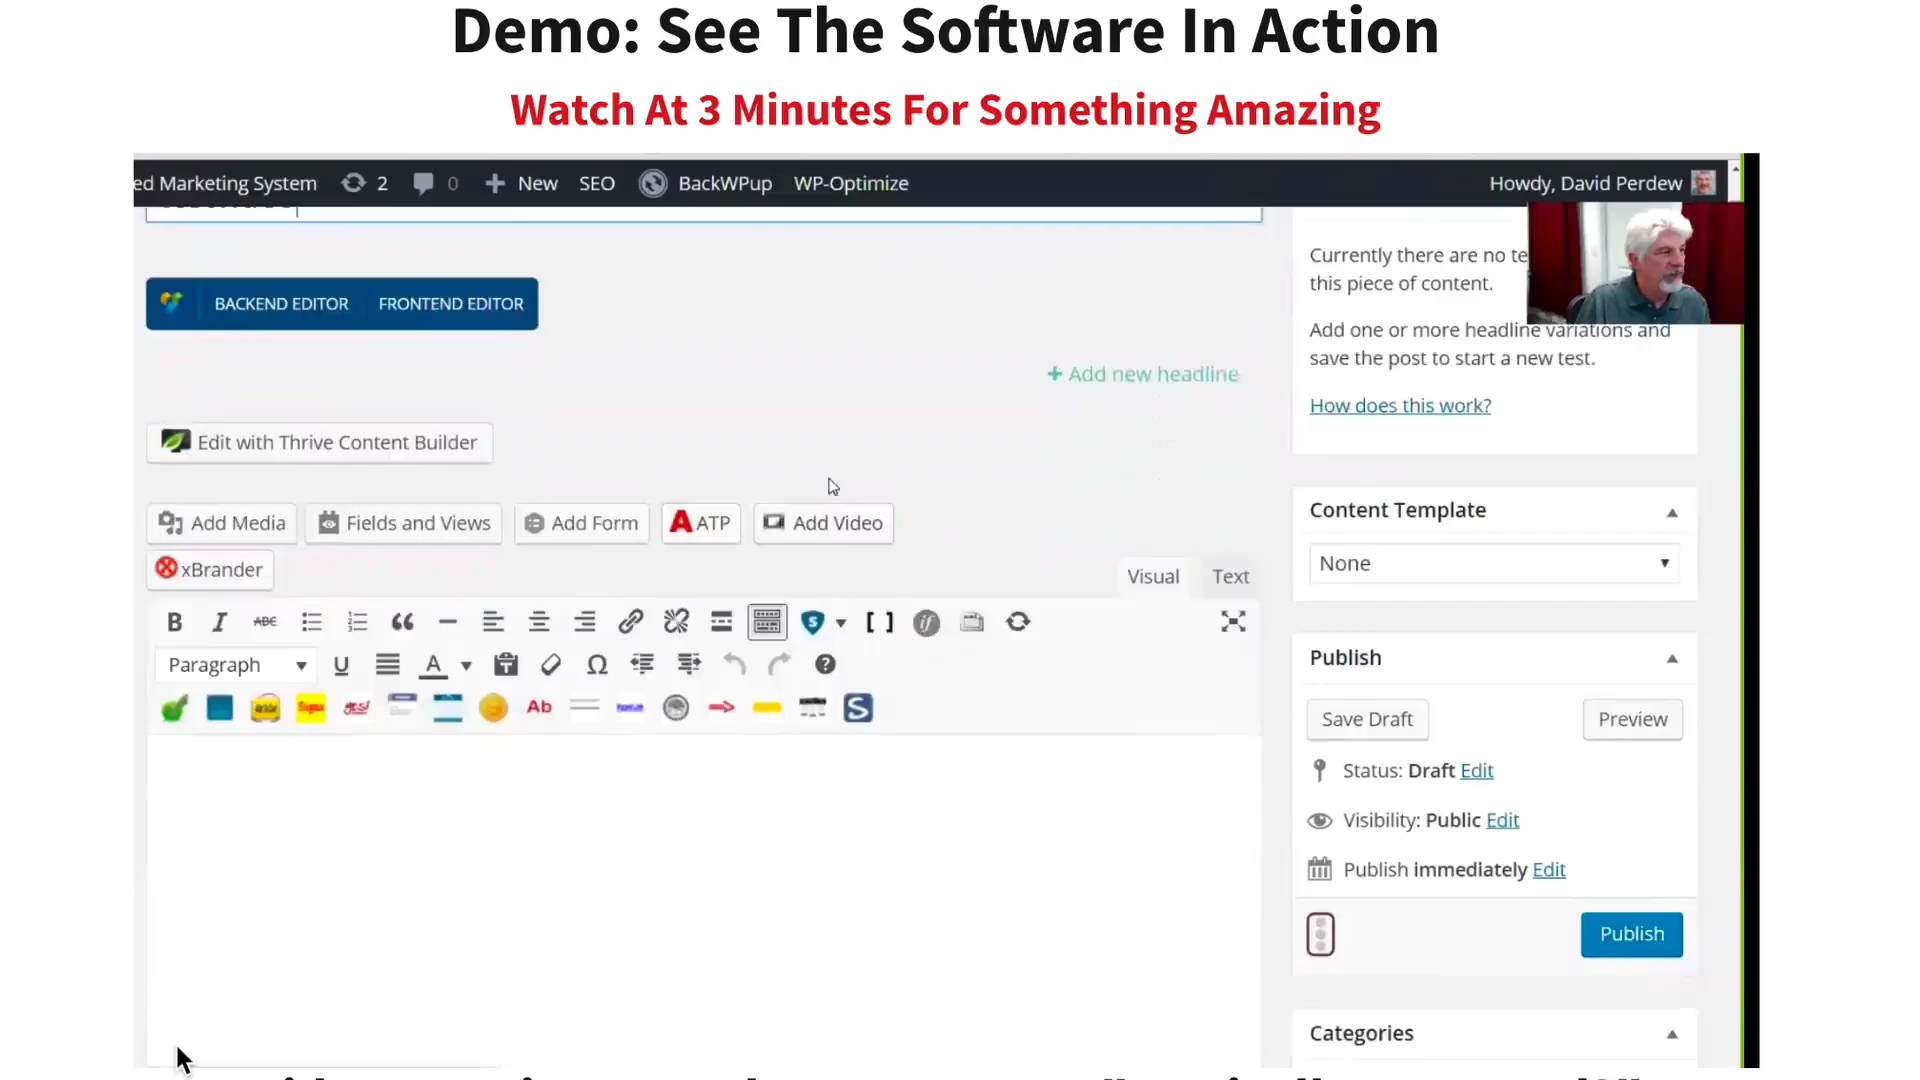 Demo: See The Software In Action
Watch At 3 Minutes For Something Amazing
ed Marketing System 2 0 New SEO BackWPup WP-Optimize Howdy, David Perdew
BACKEND EDITOR FRONTEND EDITOR
Currently there are no te
this piece of content.
Add one or more headline variations and
save the post to start a new test.
How does this work?
+ Add new headline
Edit with Thrive Content Builder
Add Media Fields and Views Add Form A ATP Add Video
xBrander
Visual Text
Content Template
None
B I ABC
Paragraph U A
Ab
S
Publish
Save Draft Preview
Status: Draft Edit
Visibility: Public Edit
Publish immediately Edit
Publish
Categories